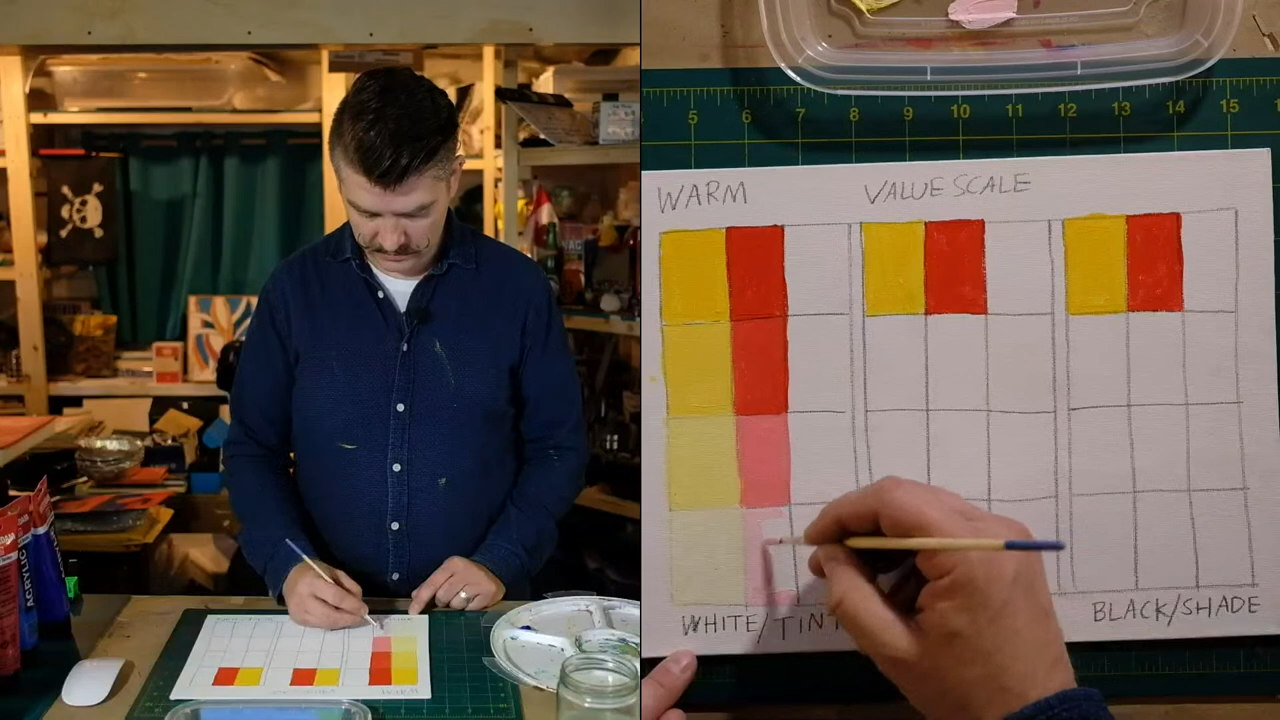 ACRYLIC
5 6 7 8 9 10 11 12 13 14 15
WARM VALUE SCALE
WHITE/TINT
BLACK/SHADE